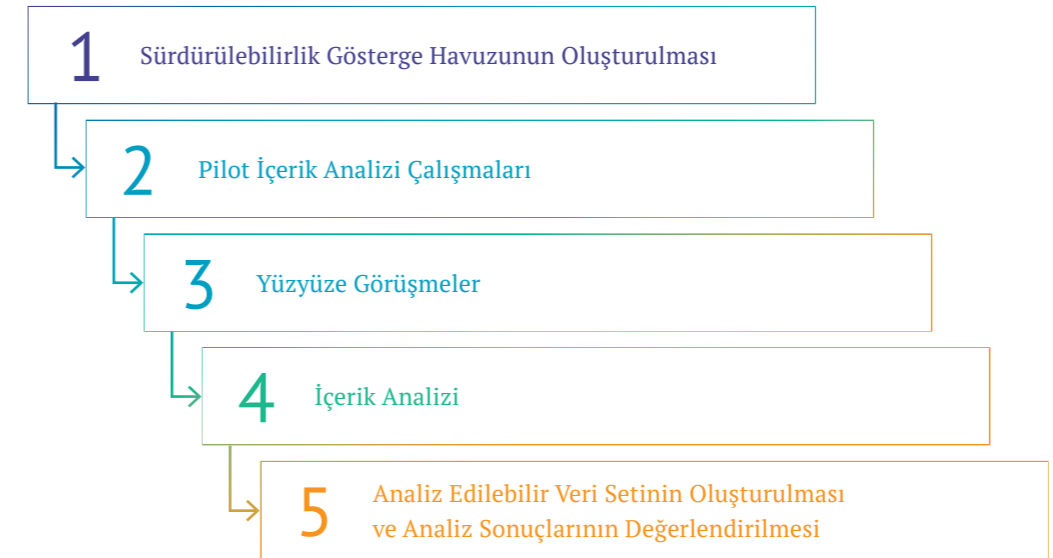 1
Sürdürülebilirlik Gösterge Havuzunun Oluşturulması
2
Pilot İçerik Analizi Çalışmaları
3
Yüzyüze Görüşmeler
4
İçerik Analizi
5
Analiz Edilebilir Veri Setinin Oluşturulması
ve Analiz Sonuçlarının Değerlendirilmesi